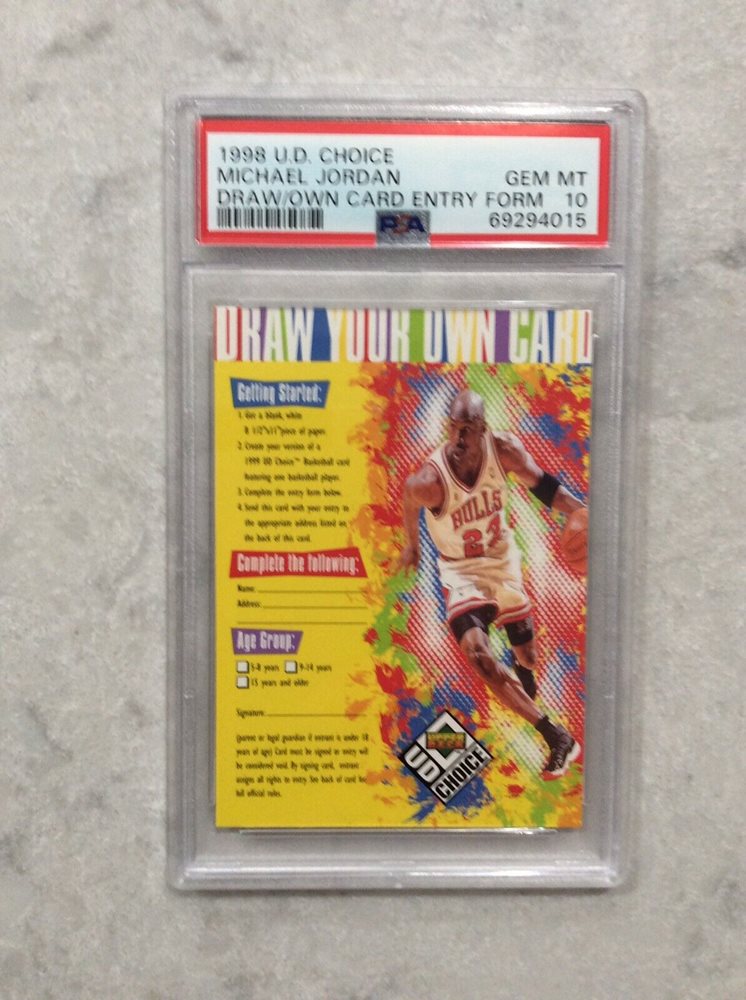 1998 U.D. CHOICE
MICHAEL JORDAN GEM MT
DRAW/OWN CARD ENTRY FORM 10
PSA 69294015
DRAW YOUR OWN CARD
Getting Started:
1. Get a blank, white
8 1/2"x11" piece of paper.
2. Create your version of a
1999 UD Choice™ Basketball card
featuring one basketball player.
3. Complete the entry form below.
4. Send this card with your entry to
the appropriate address listed on
the back of this card.
Complete the following:
Name:
Address:
Age Group:
5-8 years 9-14 years
15 years and older
Signature:
(parent or legal guardian if entrant is under 18
years of age) Card must be signed or entry will
be considered void. By signing card, entrant
assigns all rights to entry. See back of card for
full official rules.
BULLS
23
UPPER DECK
UD CHOICE